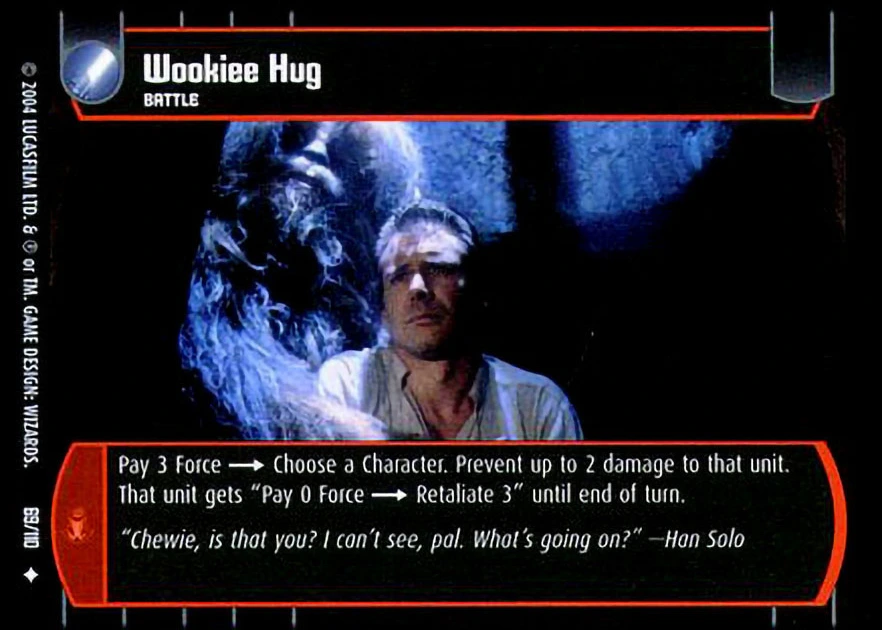 Wookiee Hug
BATTLE
Pay 3 Force → Choose a Character. Prevent up to 2 damage to that unit.
That unit gets “Pay 0 Force → Retaliate 3” until end of turn.
“Chewie, is that you? I can't see, pal. What's going on?” —Han Solo
2004 LUCASFILM LTD. & ® or TM. GAME DESIGN: WIZARDS. 69/110